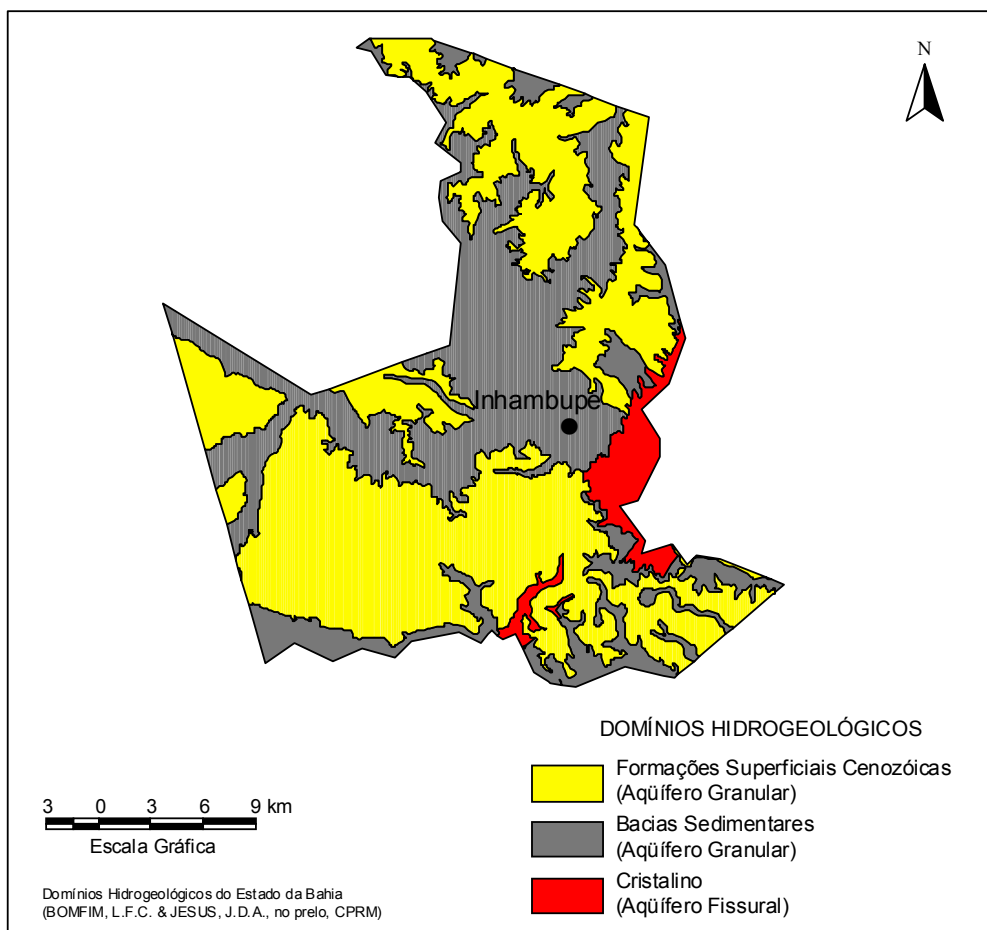 N
Inhambupe
DOMÍNIOS HIDROGEOLÓGICOS
Formações Superficiais Cenozóicas
(Aqüífero Granular)
Bacias Sedimentares
(Aqüífero Granular)
Cristalino
(Aqüífero Fissural)
3 0 3 6 9 km
Escala Gráfica
Domínios Hidrogeológicos do Estado da Bahia
(BOMFIM, L.F.C. & JESUS, J.D.A., no prelo, CPRM)